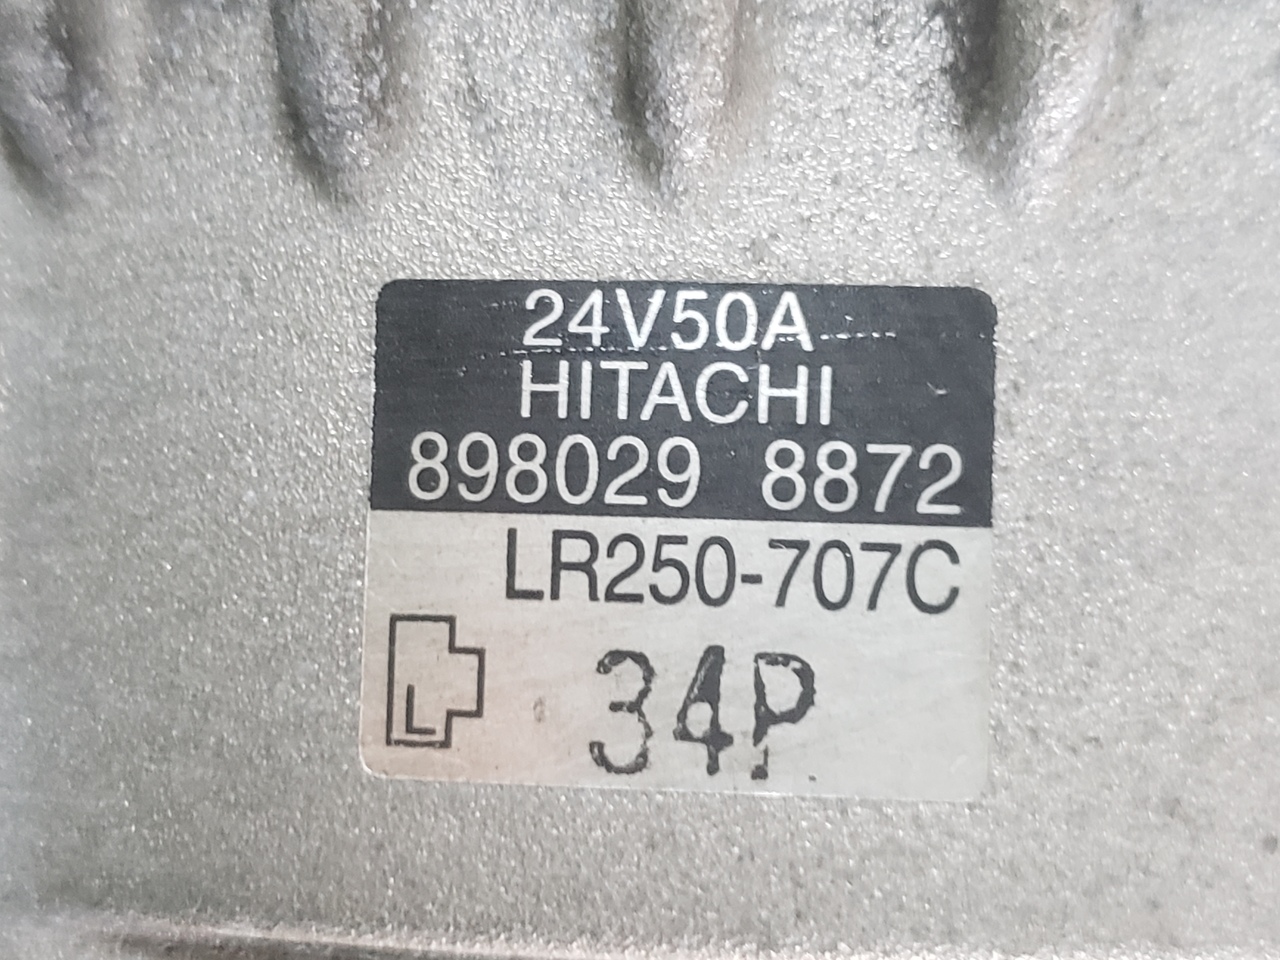 24V50A
HITACHI
898029 8872
LR250-707C
L
34P